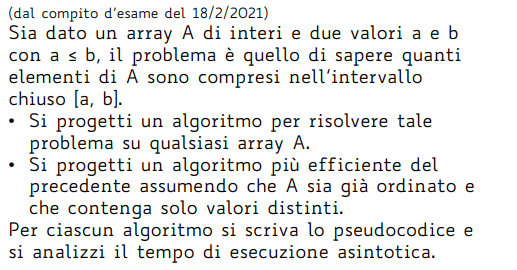 (dal compito d'esame del 18/2/2021)
Sia dato un array A di interi e due valori a e b
con a ≤ b, il problema è quello di sapere quanti
elementi di A sono compresi nell'intervallo
chiuso [a, b].
• Si progetti un algoritmo per risolvere tale
problema su qualsiasi array A.
• Si progetti un algoritmo più efficiente del
precedente assumendo che A sia già ordinato e
che contenga solo valori distinti.
Per ciascun algoritmo si scriva lo pseudocodice e
si analizzi il tempo di esecuzione asintotica.